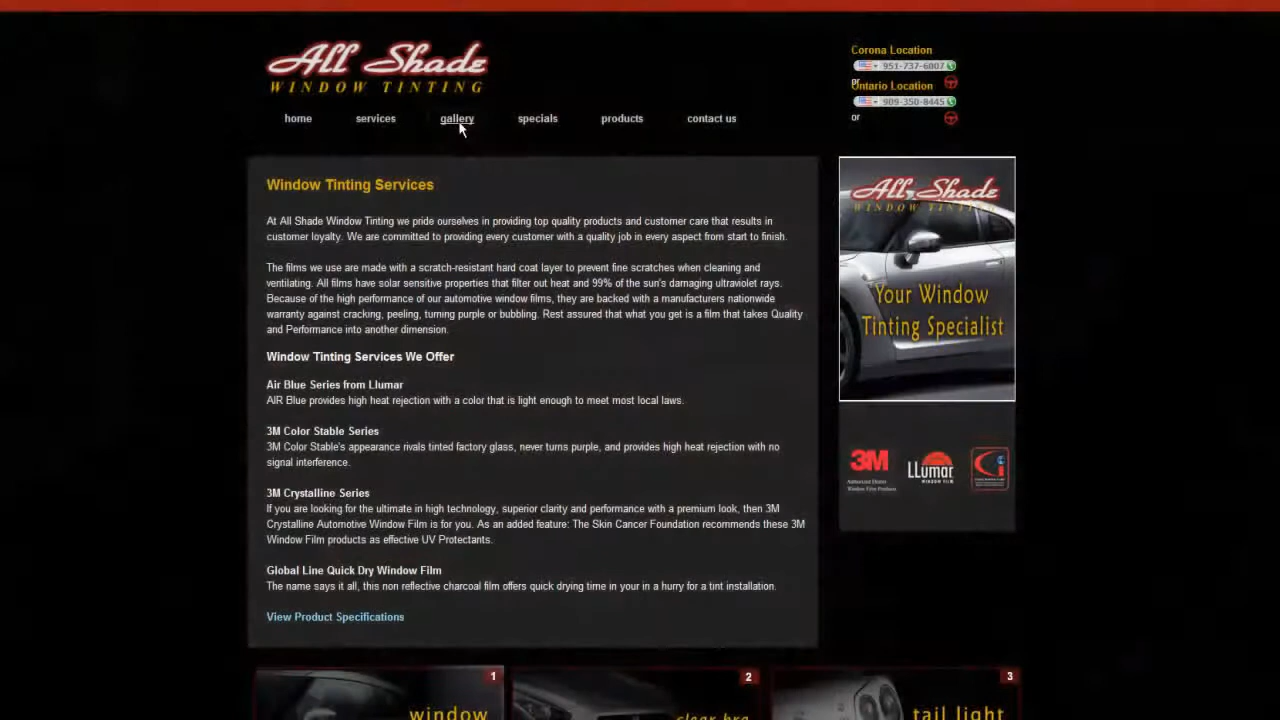 All Shade
WINDOW TINTING
Corona Location
951-737-6007
or
Ontario Location
909-350-8445
or
home services gallery specials products contact us
Window Tinting Services
At All Shade Window Tinting we pride ourselves in providing top quality products and customer care that results in
customer loyalty. We are committed to providing every customer with a quality job in every aspect from start to finish.
The films we use are made with a scratch-resistant hard coat layer to prevent fine scratches when cleaning and
ventilating. All films have solar sensitive properties that filter out heat and 99% of the sun's damaging ultraviolet rays.
Because of the high performance of our automotive window films, they are backed with a manufacturers nationwide
warranty against cracking, peeling, turning purple or bubbling. Rest assured that what you get is a film that takes Quality
and Performance into another dimension.
Window Tinting Services We Offer
Air Blue Series from Llumar
AIR Blue provides high heat rejection with a color that is light enough to meet most local laws.
3M Color Stable Series
3M Color Stable's appearance rivals tinted factory glass, never turns purple, and provides high heat rejection with no
signal interference.
3M Crystalline Series
If you are looking for the ultimate in high technology, superior clarity and performance with a premium look, then 3M
Crystalline Automotive Window Film is for you. As an added feature: The Skin Cancer Foundation recommends these 3M
Window Film products as effective UV Protectants.
Global Line Quick Dry Window Film
The name says it all, this non reflective charcoal film offers quick drying time in your in a hurry for a tint installation.
View Product Specifications
All Shade
WINDOW TINTING
Your Window
Tinting Specialist
3M
Authorized Dealer
Window Film Products
LLumar
WINDOW FILM
1
window
2
clear bra
3
tail light